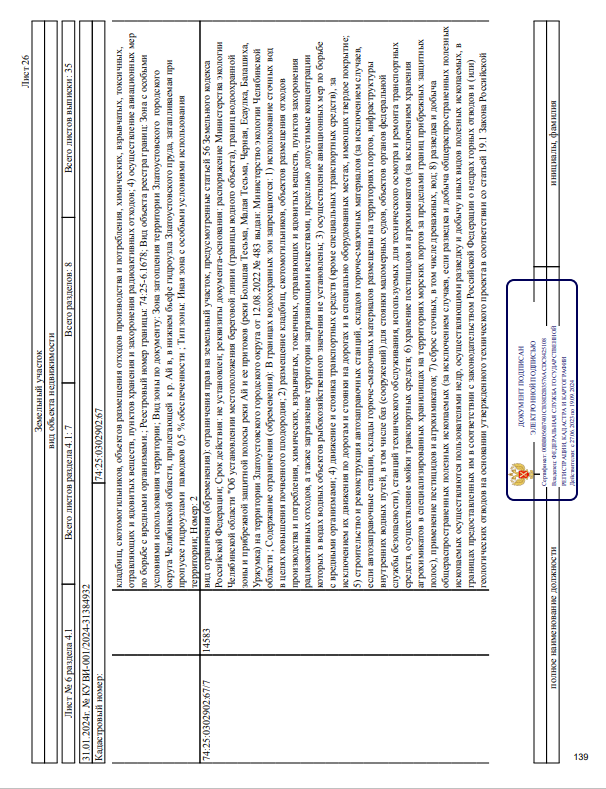 Лист 26
Земельный участок
вид объекта недвижимости
Лист № 6 раздела 4.1 Всего листов раздела 4.1: 7 Всего разделов: 8 Всего листов выписки: 35
31.01.2024г. № КУВИ-001/2024-31384932
Кадастровый номер: 74:25:0302902:67
кладбищ, скотомогильников, объектов размещения отходов производства и потребления, химических, взрывчатых, токсичных,
отравляющих и ядовитых веществ, пунктов хранения и захоронения радиоактивных отходов; 4) осуществление авиационных мер
по борьбе с вредными организмами. ; Реестровый номер границы: 74:25-6.1678; Вид объекта реестра границ: Зона с особыми
условиями использования территории; Вид зоны по документу: Зона затопления территории Златоустовского городского
округа Челябинской области, прилегающей к р. Ай в, в нижнем бьефе гидроузла Златоустовского пруда, затапливаемая при
пропуске гидроузлами паводков 0,5 % обеспеченности ; Тип зоны: Иная зона с особыми условиями использования
территории; Номер: 2
74:25:0302902:67/7 14583 вид ограничения (обременения): ограничения прав на земельный участок, предусмотренные статьей 56 Земельного кодекса
Российской Федерации; Срок действия: не установлен; реквизиты документа-основания: распоряжение Министерства экологии
Челябинской области "Об установлении местоположения береговой линии (границы водного объекта), границ водоохранной
зоны и прибрежной защитной полосы реки Ай и ее притоков (реки Большая Тесьма, Малая Тесьма, Черная, Есаулка, Балашиха,
Уржумка) на территории Златоустовского городского округа от 12.08.2022 № 483 выдан: Министерство экологии Челябинской
области ; Содержание ограничения (обременения): В границах водоохранных зон запрещаются: 1) использование сточных вод
в целях повышения почвенного плодородия; 2) размещение кладбищ, скотомогильников, объектов размещения отходов
производства и потребления, химических, взрывчатых, токсичных, отравляющих и ядовитых веществ, пунктов захоронения
радиоактивных отходов, а также загрязнение территории загрязняющими веществами, предельно допустимые концентрации
которых в водах водных объектов рыбохозяйственного значения не установлены; 3) осуществление авиационных мер по борьбе
с вредными организмами; 4) движение и стоянка транспортных средств (кроме специальных транспортных средств), за
исключением их движения по дорогам и стоянки на дорогах и в специально оборудованных местах, имеющих твердое покрытие;
5) строительство и реконструкция автозаправочных станций, складов горюче-смазочных материалов (за исключением случаев,
если автозаправочные станции, склады горюче-смазочных материалов размещены на территориях портов, инфраструктуры
внутренних водных путей, в том числе баз (сооружений) для стоянки маломерных судов, объектов органов федеральной
службы безопасности), станций технического обслуживания, используемых для технического осмотра и ремонта транспортных
средств, осуществление мойки транспортных средств; 6) хранение пестицидов и агрохимикатов (за исключением хранения
агрохимикатов в специализированных хранилищах на территориях морских портов за пределами границ прибрежных защитных
полос), применение пестицидов и агрохимикатов; 7) сброс сточных, в том числе дренажных, вод; 8) разведка и добыча
общераспространенных полезных ископаемых (за исключением случаев, если разведка и добыча общераспространенных полезных
ископаемых осуществляются пользователями недр, осуществляющими разведку и добычу иных видов полезных ископаемых, в
границах предоставленных им в соответствии с законодательством Российской Федерации о недрах горных отводов и (или)
геологических отводов на основании утвержденного технического проекта в соответствии со статьей 19.1 Закона Российской
полное наименование должности
инициалы, фамилия
ДОКУМЕНТ ПОДПИСАН
ЭЛЕКТРОННОЙ ПОДПИСЬЮ
Владелец: ФЕДЕРАЛЬНАЯ СЛУЖБА ГОСУДАРСТВЕННОЙ
РЕГИСТРАЦИИ, КАДАСТРА И КАРТОГРАФИИ
Действителен: с 27.06.2023 по 19.09.2024
139